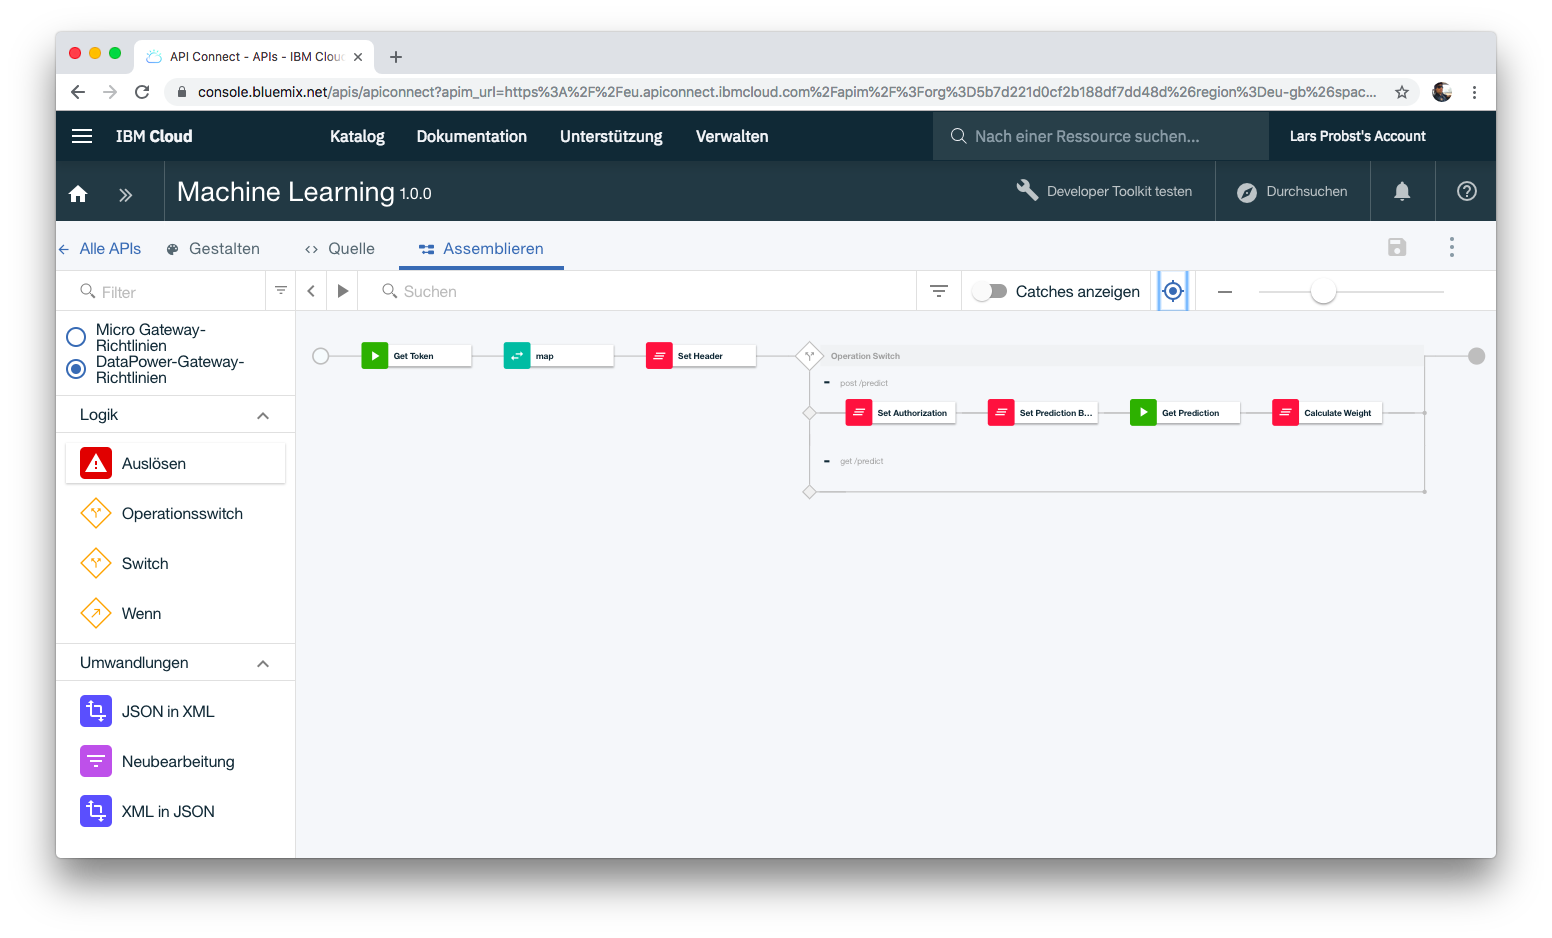 API Connect - APIs - IBM Clou
console.bluemix.net/apis/apiconnect?apim_url=https%3A%2F%2Feu.apiconnect.ibmcloud.com%2Fapim%2F%3Forg%3D5b7d221d0cf2b188df7dd48d%26region%3Deu-gb%26spac...
IBM Cloud
Katalog
Dokumentation
Unterstützung
Verwalten
Nach einer Ressource suchen...
Lars Probst's Account
Machine Learning 1.0.0
Developer Toolkit testen
Durchsuchen
Alle APIs
Gestalten
Quelle
Assemblieren
Filter
Suchen
Catches anzeigen
Micro Gateway-
Richtlinien
DataPower-Gateway-
Richtlinien
Logik
Auslösen
Operationsswitch
Switch
Wenn
Umwandlungen
JSON in XML
Neubearbeitung
XML in JSON
Get Token
map
Set Header
Operation Switch
post /predict
Set Authorization
Set Prediction B...
Get Prediction
Calculate Weight
get /predict